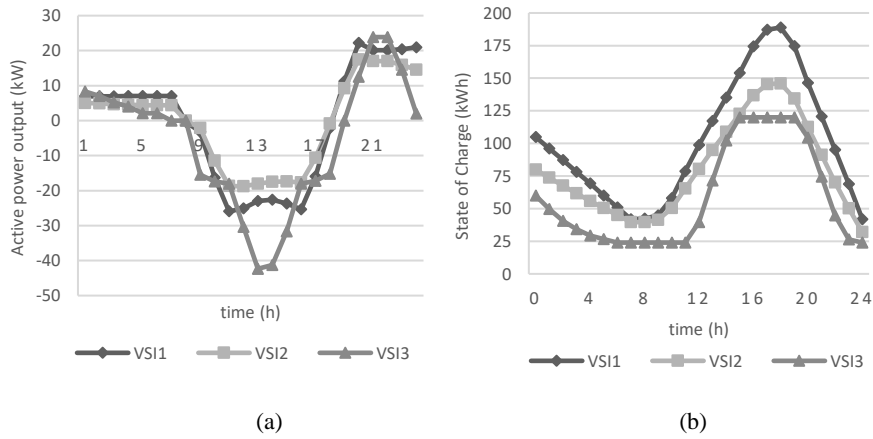 Active power output (kW)
30
20
10
0
-10
-20
-30
-40
-50
1 5 9 13 17 21
time (h)
VSI1 VSI2 VSI3
(a)
State of Charge (kWh)
200
175
150
125
100
75
50
25
0
0 4 8 12 16 20 24
time (h)
VSI1 VSI2 VSI3
(b)